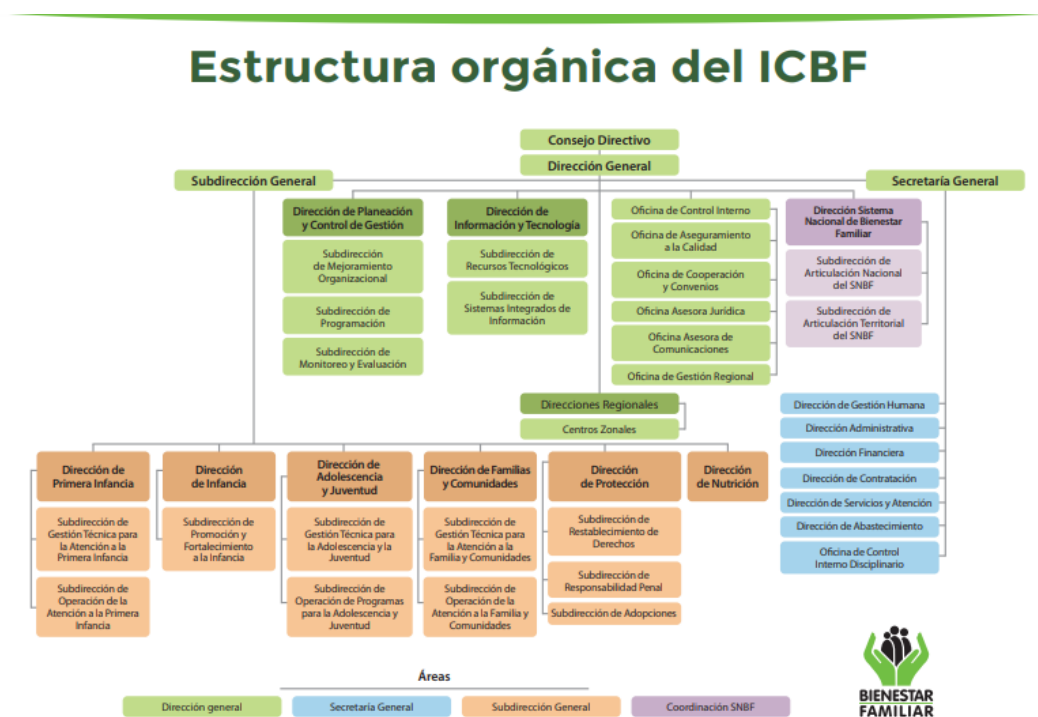 Estructura orgánica del ICBF
Consejo Directivo
Dirección General
Subdirección General
Secretaría General
Dirección de Planeación
y Control de Gestión
Subdirección
de Mejoramiento
Organizacional
Subdirección de
Programación
Subdirección de
Monitoreo y Evaluación
Dirección de
Información y Tecnología
Subdirección de
Recursos Tecnológicos
Subdirección de
Sistemas Integrados de
Información
Oficina de Control Interno
Oficina de Aseguramiento
a la Calidad
Oficina de Cooperación
y Convenios
Oficina Asesora Jurídica
Oficina Asesora de
Comunicaciones
Oficina de Gestión Regional
Dirección Sistema
Nacional de Bienestar
Familiar
Subdirección de
Articulación Nacional
del SNBF
Subdirección de
Articulación Territorial
del SNBF
Direcciones Regionales
Centros Zonales
Dirección de Gestión Humana
Dirección Administrativa
Dirección Financiera
Dirección de Contratación
Dirección de Servicios y Atención
Dirección de Abastecimiento
Oficina de Control
Interno Disciplinario
Dirección de
Primera Infancia
Subdirección de
Gestión Técnica para
la Atención a la
Primera Infancia
Subdirección de
Operación de la
Atención a la Primera
Infancia
Dirección
de Infancia
Subdirección de
Promoción y
Fortalecimiento
a la Infancia
Dirección de
Adolescencia
y Juventud
Subdirección de
Gestión Técnica para
la Adolescencia y la
Juventud
Subdirección de
Operación de Programas
para la Adolescencia y
Juventud
Dirección de Familias
y Comunidades
Subdirección de
Gestión Técnica para
la Atención a la
Familia y Comunidades
Subdirección de
Operación de la
Atención a la Familia y
Comunidades
Dirección
de Protección
Subdirección de
Restablecimiento de
Derechos
Subdirección de
Responsabilidad Penal
Subdirección de Adopciones
Dirección
de Nutrición
Áreas
Dirección general
Secretaría General
Subdirección General
Coordinación SNBF
BIENESTAR
FAMILIAR